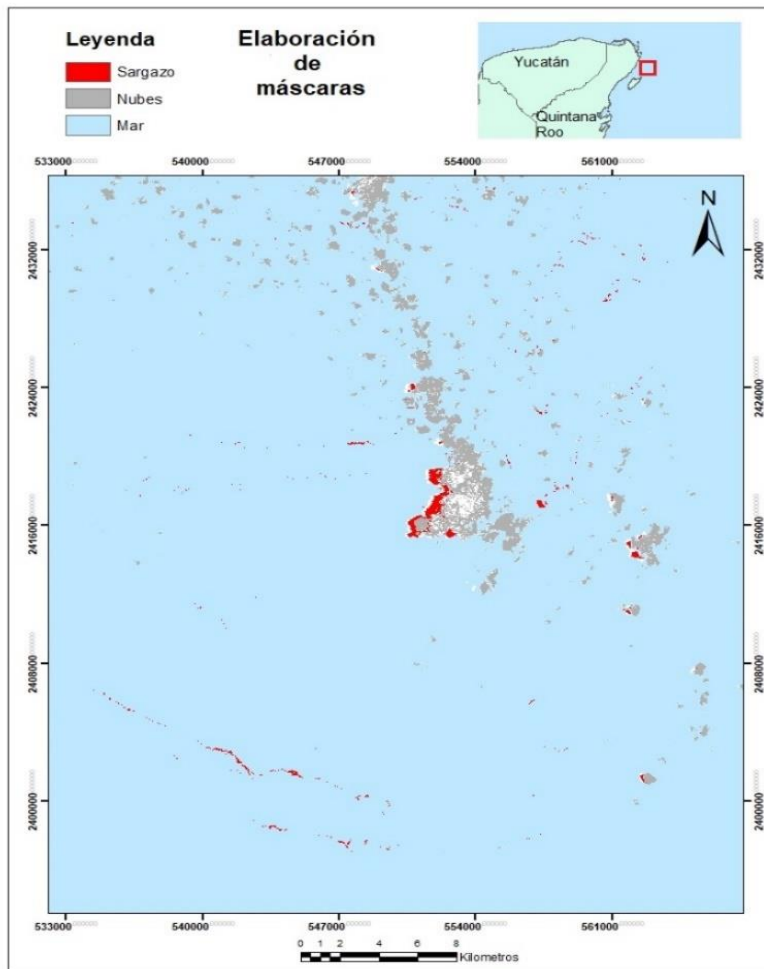 Leyenda
Sargazo
Nubes
Mar
Elaboración
de
máscaras
Yucatán
Quintana
Roo
533000 540000 547000 554000 561000
N
2432000 2432000
2424000 2424000
2416000 2416000
2408000 2408000
2400000 2400000
533000 540000 547000 554000 561000
0 1 2 4 6 8
Kilometros